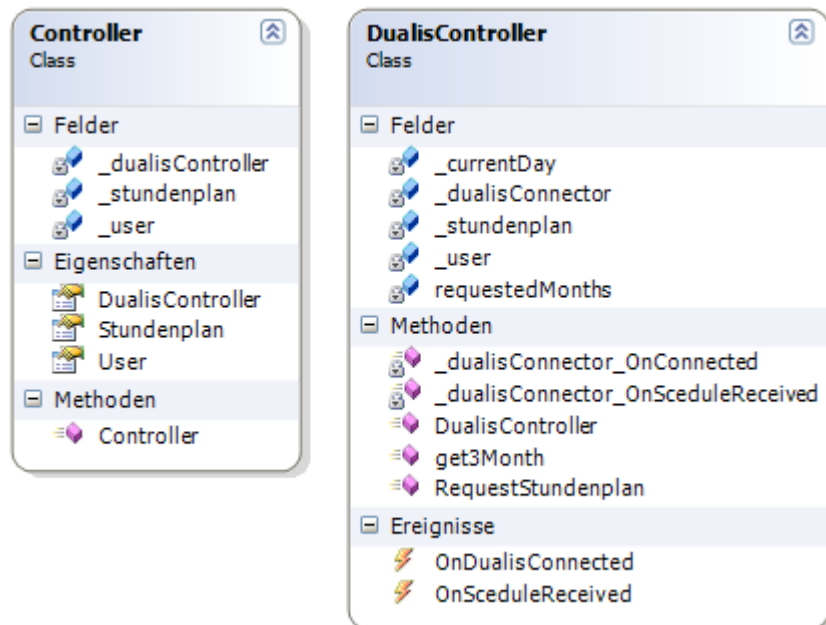 Controller
Class
Felder
_dualisController
_stundenplan
_user
Eigenschaften
DualisController
Stundenplan
User
Methoden
Controller
DualisController
Class
Felder
_currentDay
_dualisConnector
_stundenplan
_user
requestedMonths
Methoden
_dualisConnector_OnConnected
_dualisConnector_OnSceduleReceived
DualisController
get3Month
RequestStundenplan
Ereignisse
OnDualisConnected
OnSceduleReceived